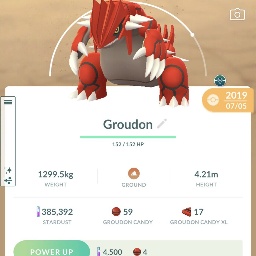 2019
07/05
Groudon
152 / 152 HP
1299.5kg
WEIGHT
GROUND
4.21m
HEIGHT
385,392
STARDUST
59
GROUDON CANDY
17
GROUDON CANDY XL
POWER UP
4,500
4